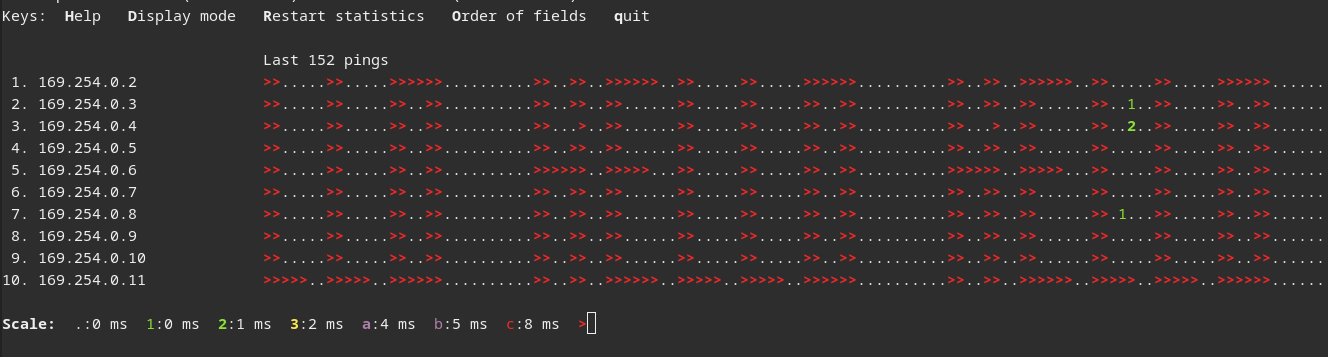 Keys:  Help   Display mode   Restart statistics   Order of fields   quit
Last 152 pings
1. 169.254.0.2 >>.....>>.....>>>>>>..........>>..>>..>>>>>>..>>.....>>.....>>>>>>..........>>..>>..>>>>>>..>>.....>>.....>>>>>>......
2. 169.254.0.3 >>.....>>.....>>..>>..........>>..>>..>>......>>.....>>.....>>..>>..........>>..>>..>>......>>..1..>>.....>>..>>......
3. 169.254.0.4 >>.....>>.....>>..>>..........>>...>..>>......>>.....>>.....>>..>>..........>>...>..>>......>>..2..>>.....>>..>>......
4. 169.254.0.5 >>.....>>.....>>..>>..........>>..>>..>>......>>.....>>.....>>..>>..........>>..>>..>>......>>.....>>.....>>..>>......
5. 169.254.0.6 >>.....>>.....>>..>>..........>>>>>>..>>>>>...>>.....>>.....>>..>>..........>>>>>>..>>>>>...>>.....>>.....>>..>>......
6. 169.254.0.7 >>.....>>.....>>..>>..........>>..>>..>>......>>.....>>.....>>..>>..........>>..>>..>>......>>.....>>.....>>..>>......
7. 169.254.0.8 >>.....>>.....>>..>>..........>>..>>..>>......>>.....>>.....>>..>>..........>>..>>..>>......>>.1...>>.....>>..>>......
8. 169.254.0.9 >>.....>>.....>>..>>..........>>..>>..>>......>>.....>>.....>>..>>..........>>..>>..>>......>>.....>>.....>>..>>......
9. 169.254.0.10 >>.....>>.....>>..>>..........>>..>>..>>......>>.....>>.....>>..>>..........>>..>>..>>......>>.....>>.....>>..>>......
10. 169.254.0.11 >>>>>..>>>>>..>>>>>>..........>>..>>..>>>>>>..>>>>>..>>>>>..>>>>>>..........>>..>>..>>>>>>..>>>>>..>>>>>..>>>>>>......
Scale:  .:0 ms  1:0 ms  2:1 ms  3:2 ms  a:4 ms  b:5 ms  c:8 ms  >